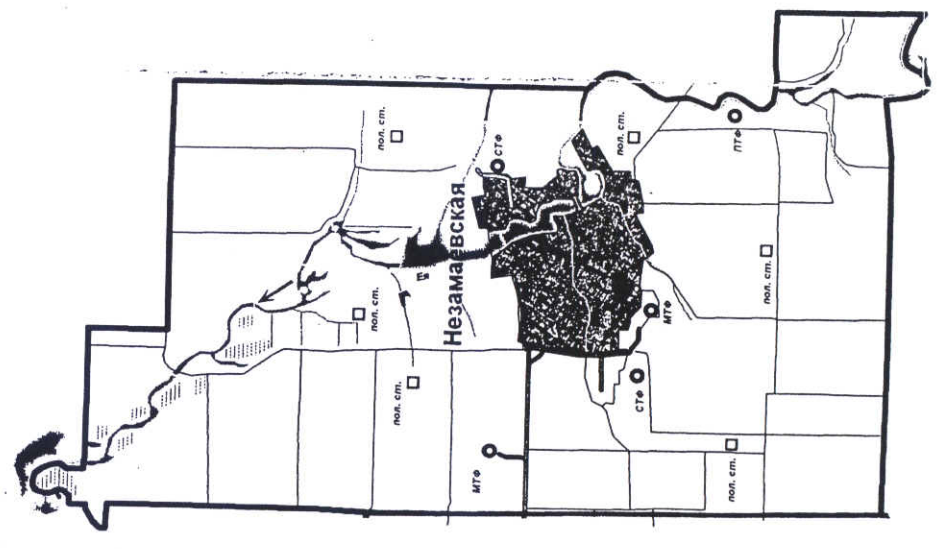 пол. ст.
пол. ст.
пол. ст.
Незамаевская
МТФ
СТФ
пол. ст.
СТФ
МТФ
пол. ст.
ПТФ
пол. ст.